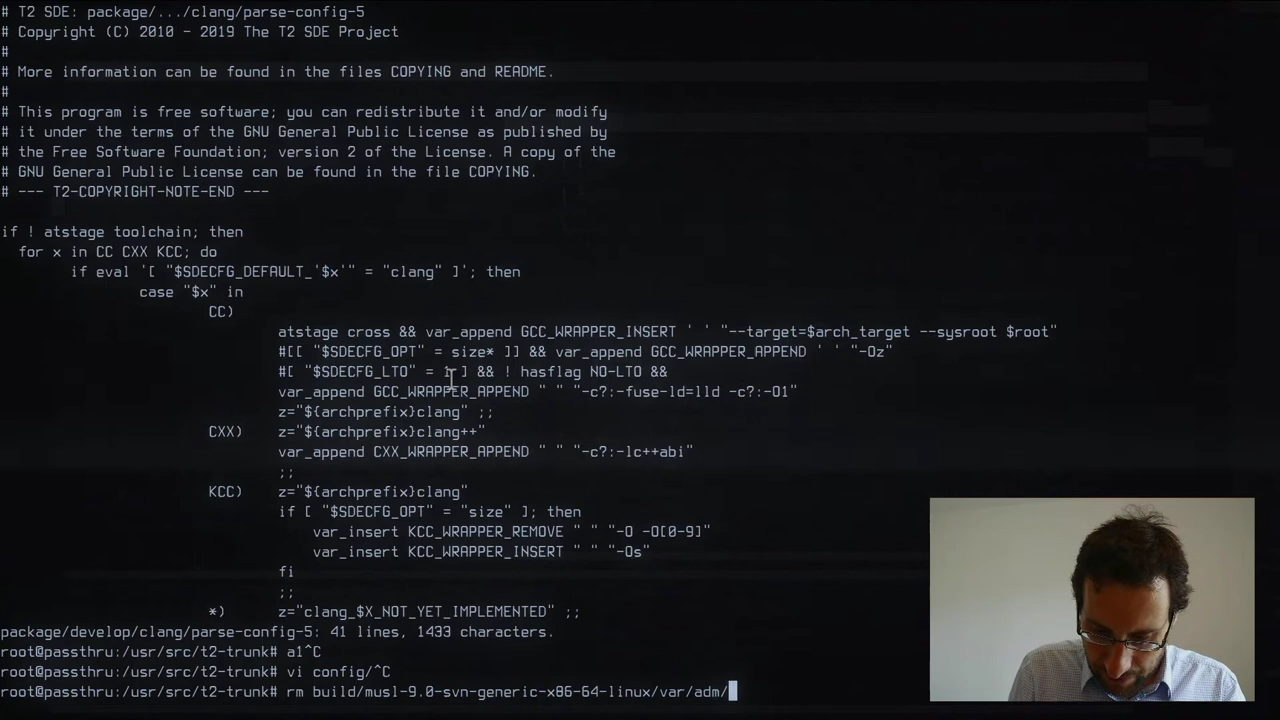 # T2 SDE: package/.../clang/parse-config-5
# Copyright (C) 2010 - 2019 The T2 SDE Project
#
# More information can be found in the files COPYING and README.
#
# This program is free software; you can redistribute it and/or modify
# it under the terms of the GNU General Public License as published by
# the Free Software Foundation; version 2 of the License. A copy of the
# GNU General Public License can be found in the file COPYING.
# --- T2-COPYRIGHT-NOTE-END ---
if ! atstage toolchain; then
for x in CC CXX KCC; do
if eval '[ "$SDECFG_DEFAULT_'$x'" = "clang" ]'; then
case "$x" in
CC)
atstage cross && var_append GCC_WRAPPER_INSERT ' ' "--target=$arch_target --sysroot $root"
#[[ "$SDECFG_OPT" = size* ]] && var_append GCC_WRAPPER_APPEND ' ' "-Oz"
#[ "$SDECFG_LTO" = 1 ] && ! hasflag NO-LTO &&
var_append GCC_WRAPPER_APPEND " " "-c?:-fuse-ld=lld -c?:-O1"
z="${archprefix}clang" ;;
CXX) z="${archprefix}clang++"
var_append CXX_WRAPPER_APPEND " " "-c?:-lc++abi"
;;
KCC) z="${archprefix}clang"
if [ "$SDECFG_OPT" = "size" ]; then
var_insert KCC_WRAPPER_REMOVE " " "-O -O[0-9]"
var_insert KCC_WRAPPER_INSERT " " "-Os"
fi
;;
*) z="clang_$X_NOT_YET_IMPLEMENTED" ;;
package/develop/clang/parse-config-5: 41 lines, 1433 characters.
root@passthru:/usr/src/t2-trunk# a1^C
root@passthru:/usr/src/t2-trunk# vi config/^C
root@passthru:/usr/src/t2-trunk# rm build/musl-9.0-svn-generic-x86-64-linux/var/adm/